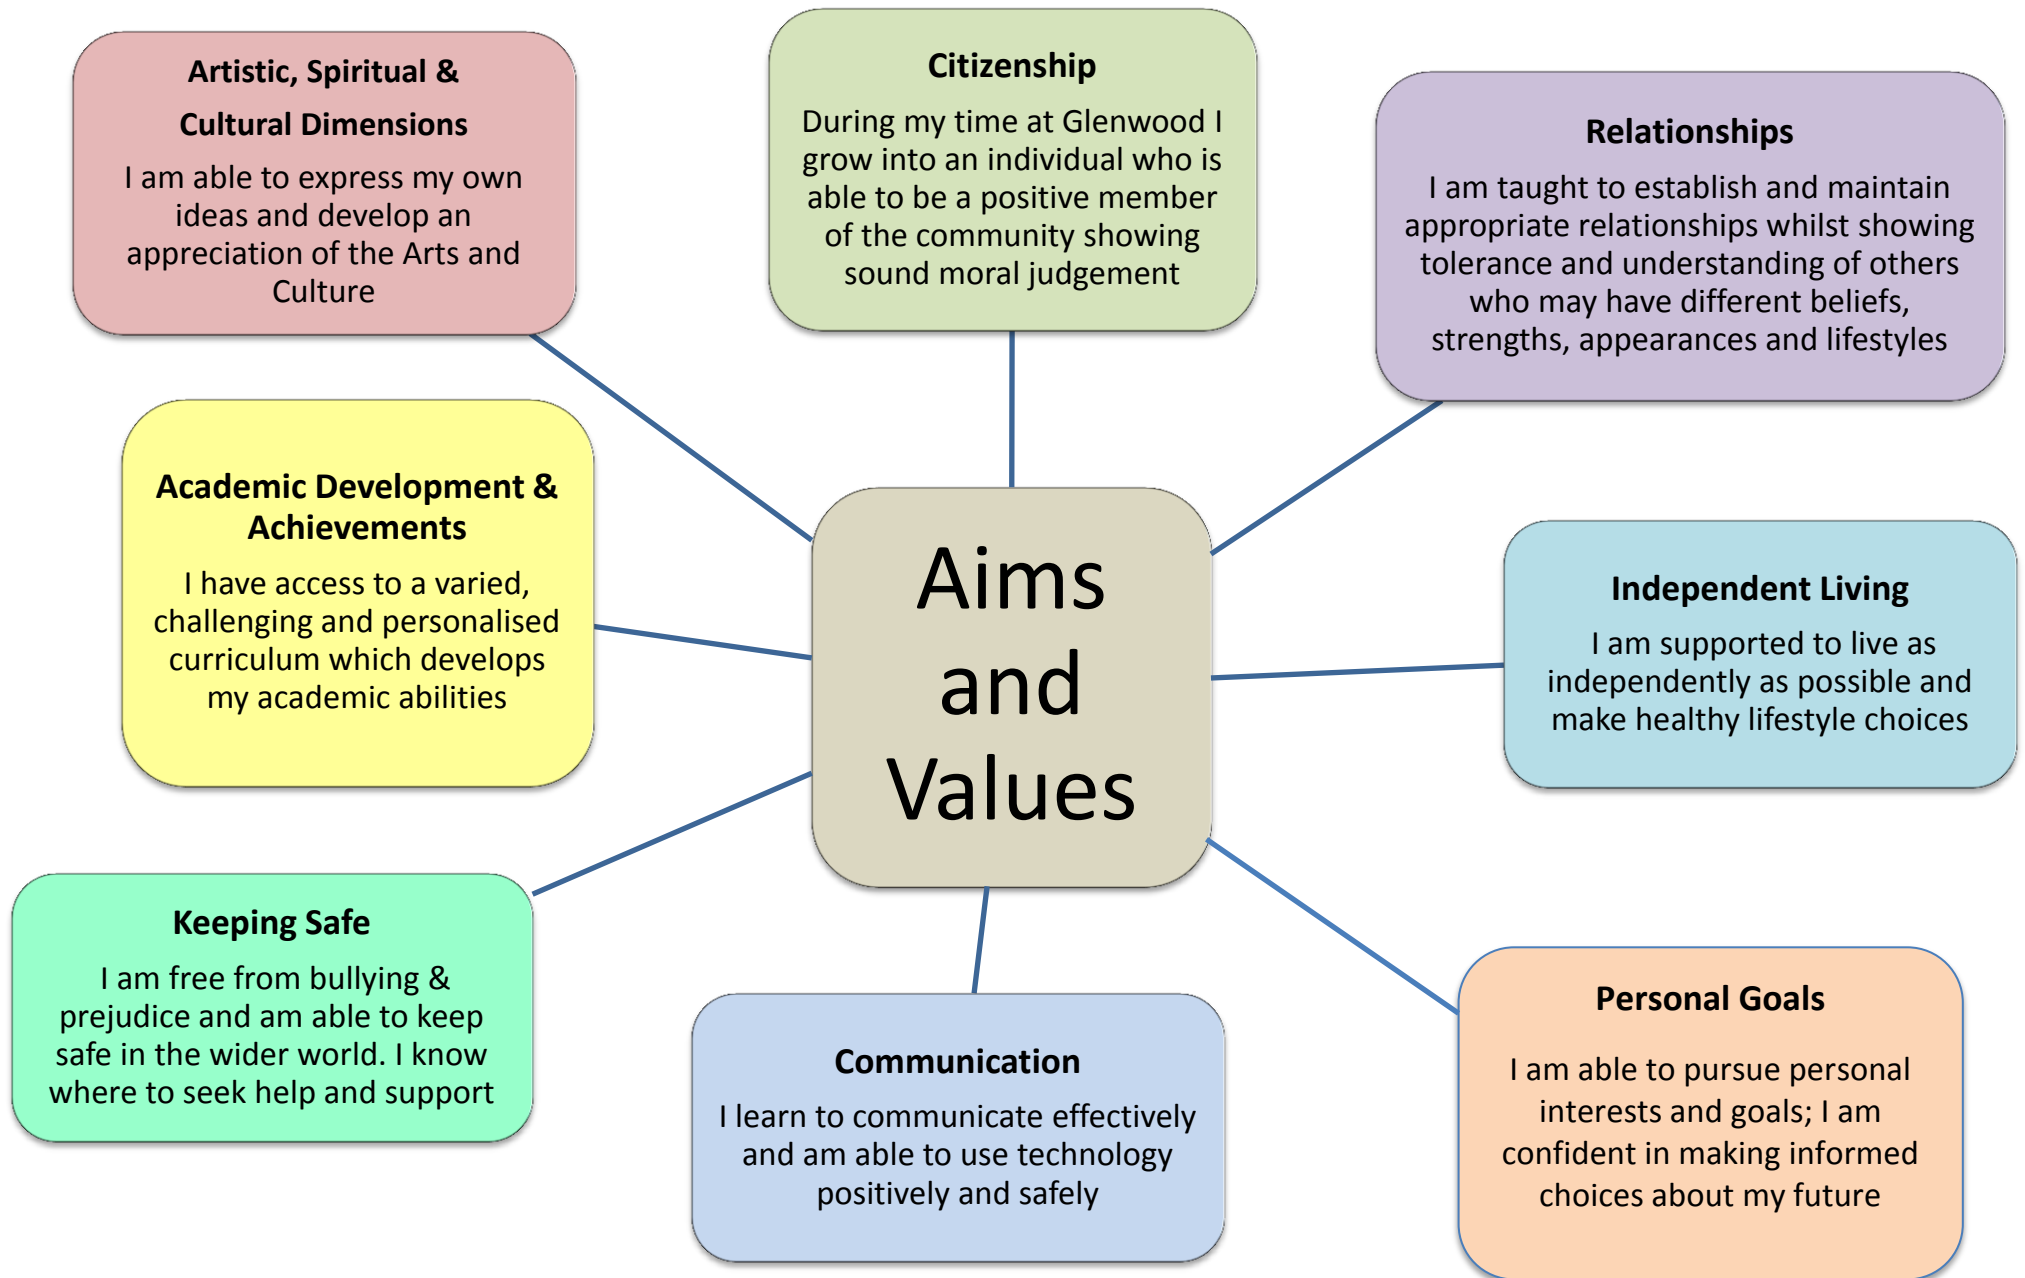 Artistic, Spiritual &
Cultural Dimensions
I am able to express my own
ideas and develop an
appreciation of the Arts and
Culture
Citizenship
During my time at Glenwood I
grow into an individual who is
able to be a positive member
of the community showing
sound moral judgement
Relationships
I am taught to establish and maintain
appropriate relationships whilst showing
tolerance and understanding of others
who may have different beliefs,
strengths, appearances and lifestyles
Academic Development &
Achievements
I have access to a varied,
challenging and personalised
curriculum which develops
my academic abilities
Aims
and
Values
Independent Living
I am supported to live as
independently as possible and
make healthy lifestyle choices
Keeping Safe
I am free from bullying &
prejudice and am able to keep
safe in the wider world. I know
where to seek help and support
Communication
I learn to communicate effectively
and am able to use technology
positively and safely
Personal Goals
I am able to pursue personal
interests and goals; I am
confident in making informed
choices about my future